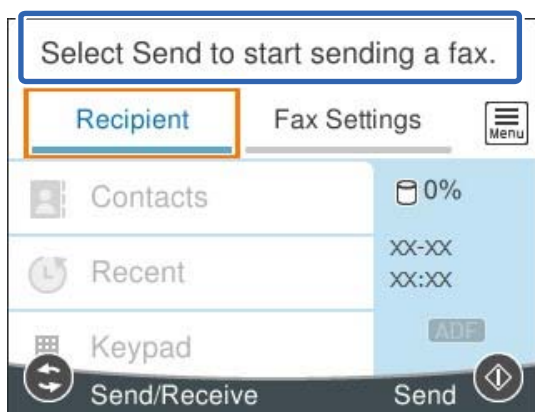 Select Send to start sending a fax.
Recipient Fax Settings Menu
Contacts 0%
XX-XX
Recent XX:XX
Keypad ADF
Send/Receive Send